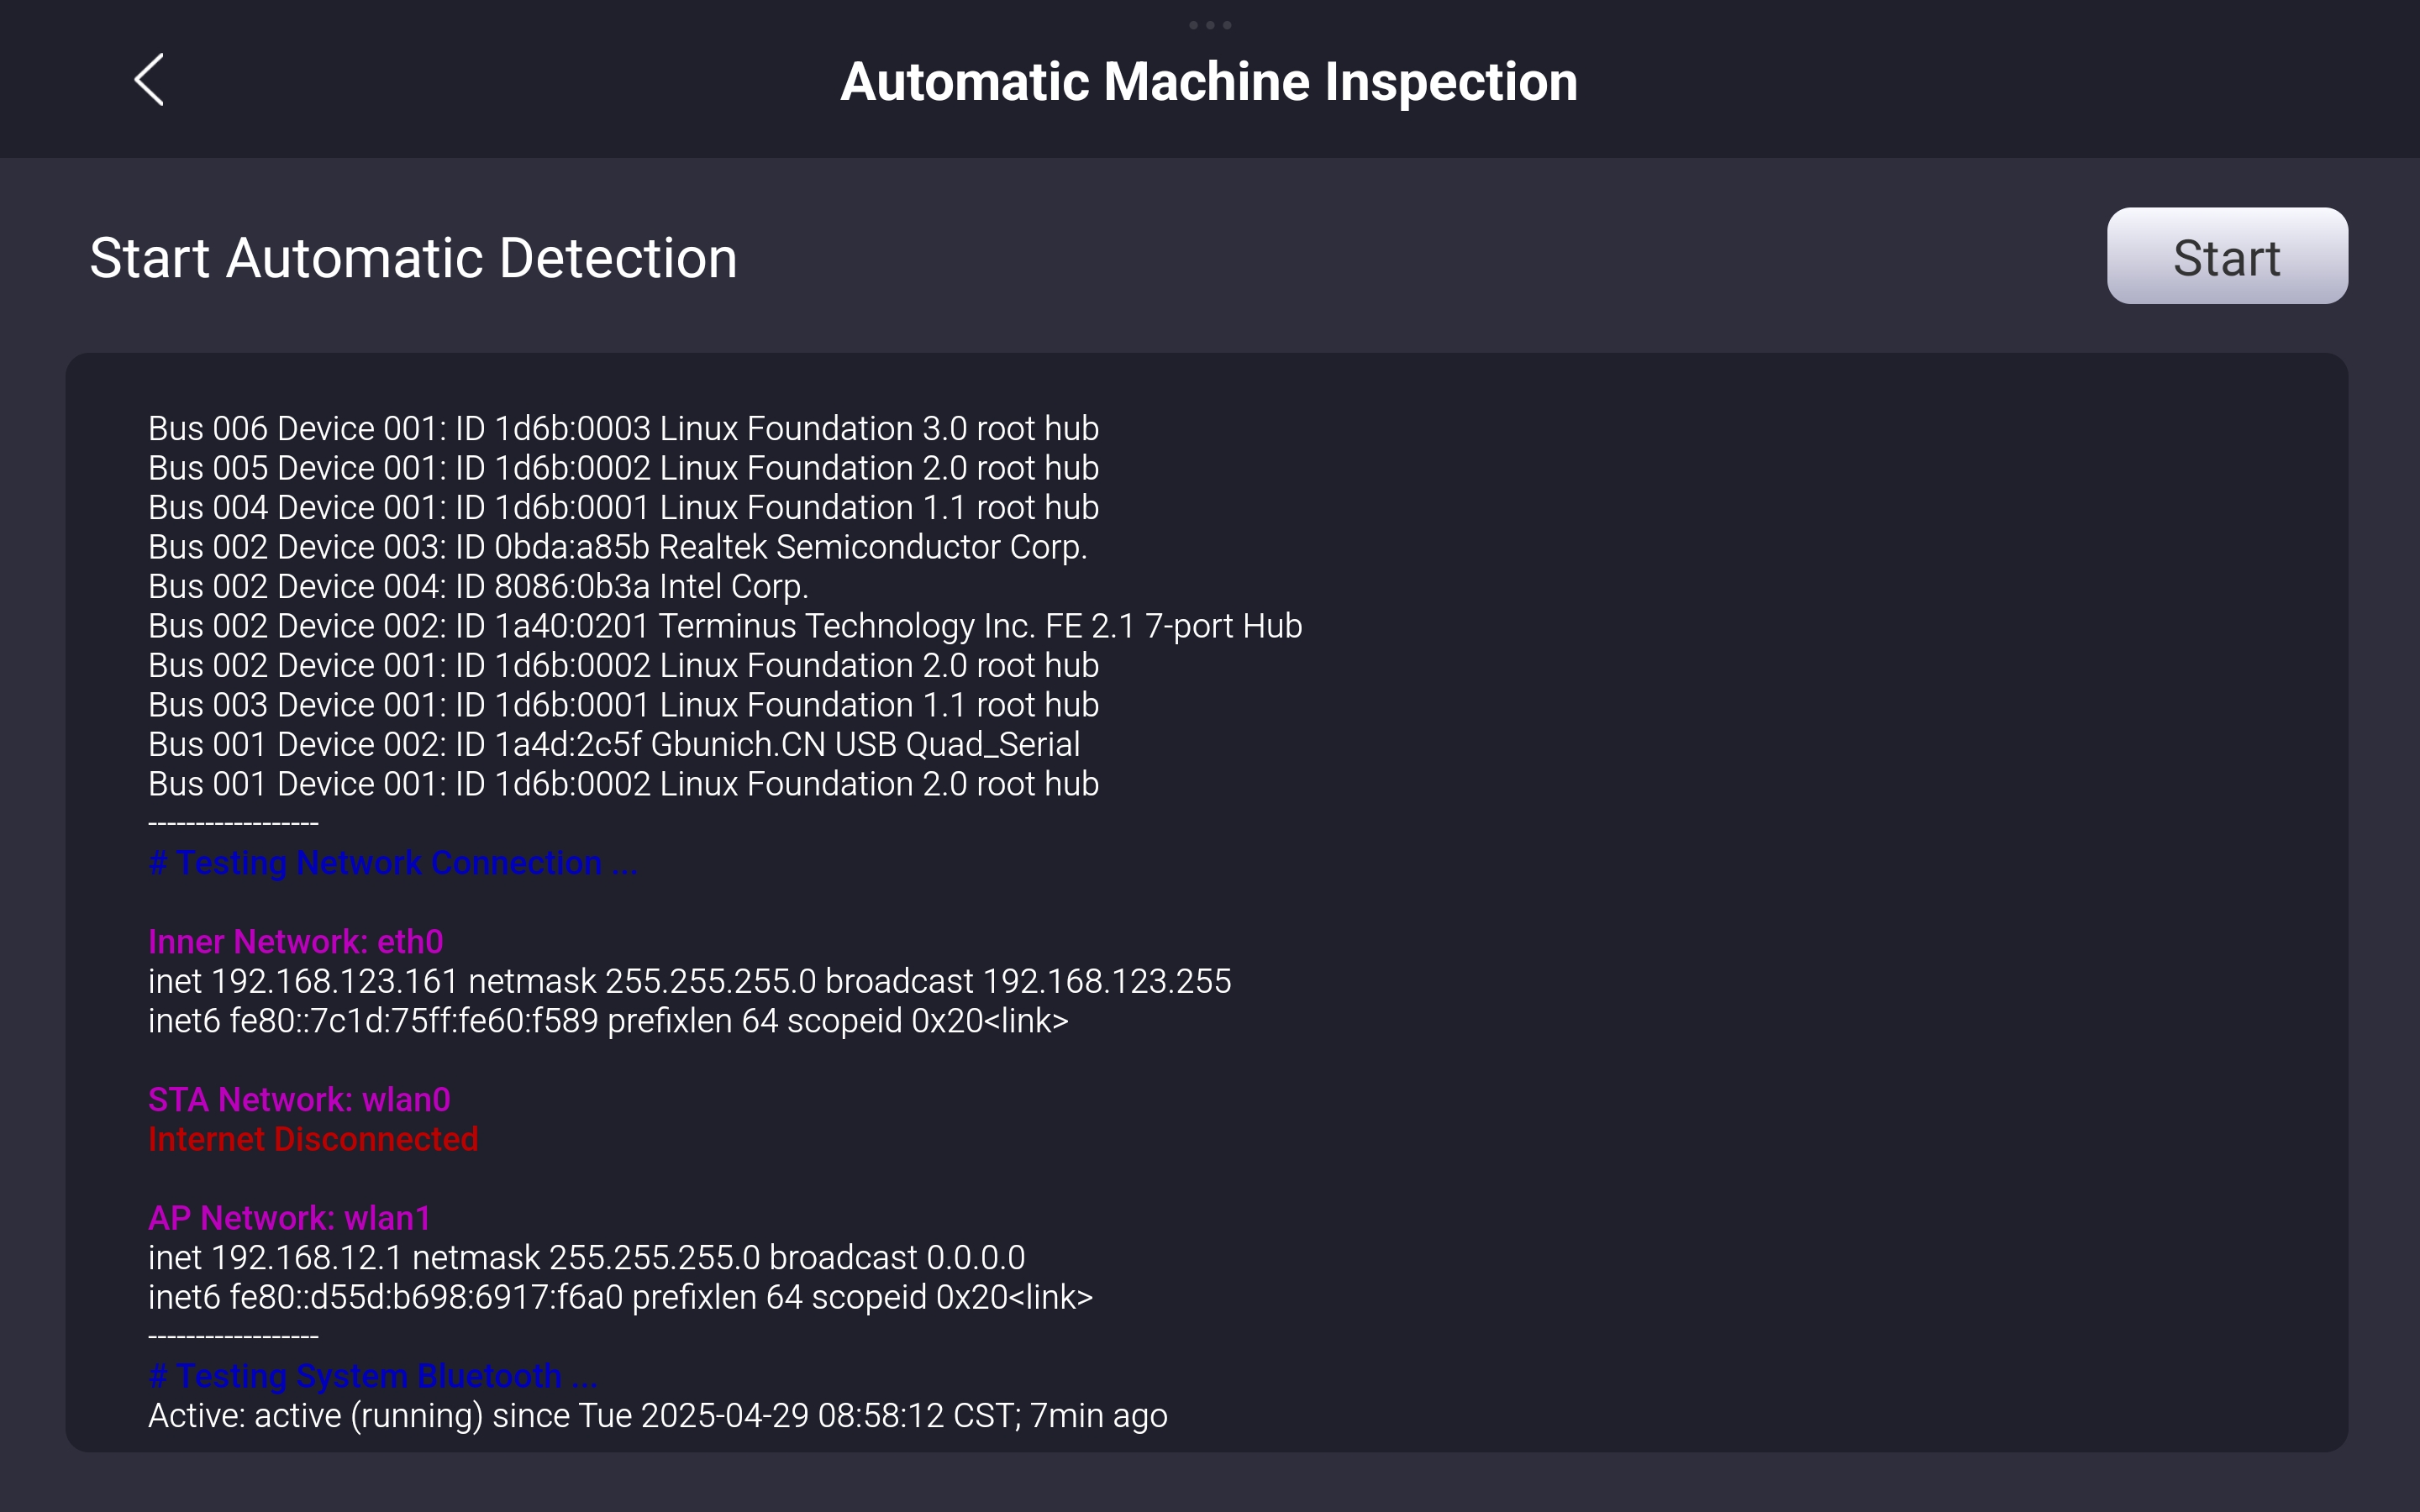 Automatic Machine Inspection
Start Automatic Detection
Start
Bus 006 Device 001: ID 1d6b:0003 Linux Foundation 3.0 root hub
Bus 005 Device 001: ID 1d6b:0002 Linux Foundation 2.0 root hub
Bus 004 Device 001: ID 1d6b:0001 Linux Foundation 1.1 root hub
Bus 002 Device 003: ID 0bda:a85b Realtek Semiconductor Corp.
Bus 002 Device 004: ID 8086:0b3a Intel Corp.
Bus 002 Device 002: ID 1a40:0201 Terminus Technology Inc. FE 2.1 7-port Hub
Bus 002 Device 001: ID 1d6b:0002 Linux Foundation 2.0 root hub
Bus 003 Device 001: ID 1d6b:0001 Linux Foundation 1.1 root hub
Bus 001 Device 002: ID 1a4d:2c5f Gbunich.CN USB Quad_Serial
Bus 001 Device 001: ID 1d6b:0002 Linux Foundation 2.0 root hub
------------------
# Testing Network Connection ...
Inner Network: eth0
inet 192.168.123.161 netmask 255.255.255.0 broadcast 192.168.123.255
inet6 fe80::7c1d:75ff:fe60:f589 prefixlen 64 scopeid 0x20<link>
STA Network: wlan0
Internet Disconnected
AP Network: wlan1
inet 192.168.12.1 netmask 255.255.255.0 broadcast 0.0.0.0
inet6 fe80::d55d:b698:6917:f6a0 prefixlen 64 scopeid 0x20<link>
------------------
# Testing System Bluetooth ...
Active: active (running) since Tue 2025-04-29 08:58:12 CST; 7min ago